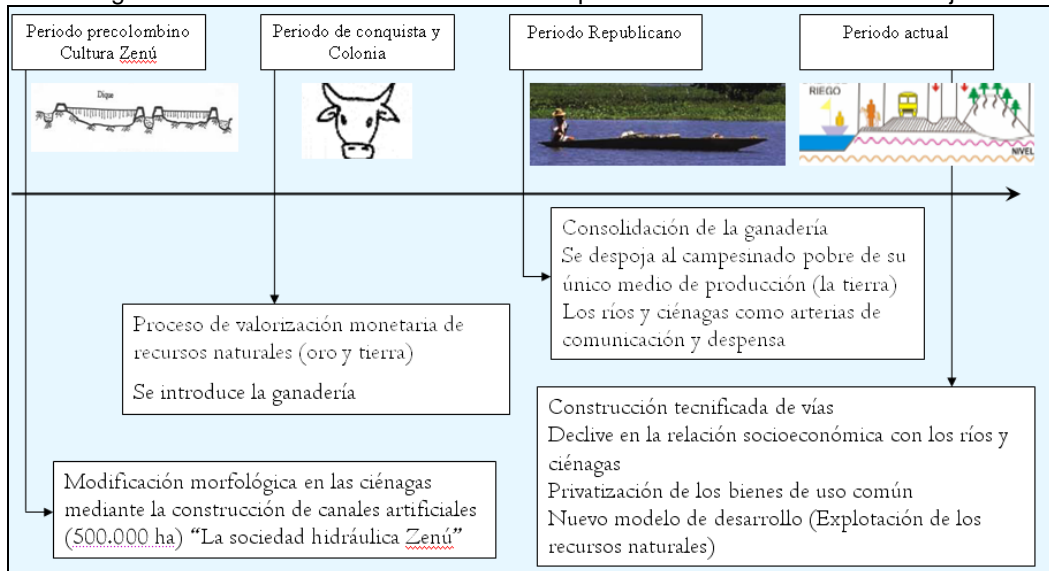 Periodo precolombino
Cultura Zenú
Periodo de conquista y
Colonia
Periodo Republicano
Periodo actual
Dique
RIEGO
NIVEL
Consolidación de la ganadería
Se despoja al campesinado pobre de su
único medio de producción (la tierra)
Los ríos y ciénagas como arterias de
comunicación y despensa
Proceso de valorización monetaria de
recursos naturales (oro y tierra)
Se introduce la ganadería
Construcción tecnificada de vías
Declive en la relación socioeconómica con los ríos y
ciénagas
Privatización de los bienes de uso común
Nuevo modelo de desarrollo (Explotación de los
recursos naturales)
Modificación morfológica en las ciénagas
mediante la construcción de canales artificiales
(500.000 ha) “La sociedad hidráulica Zenú”